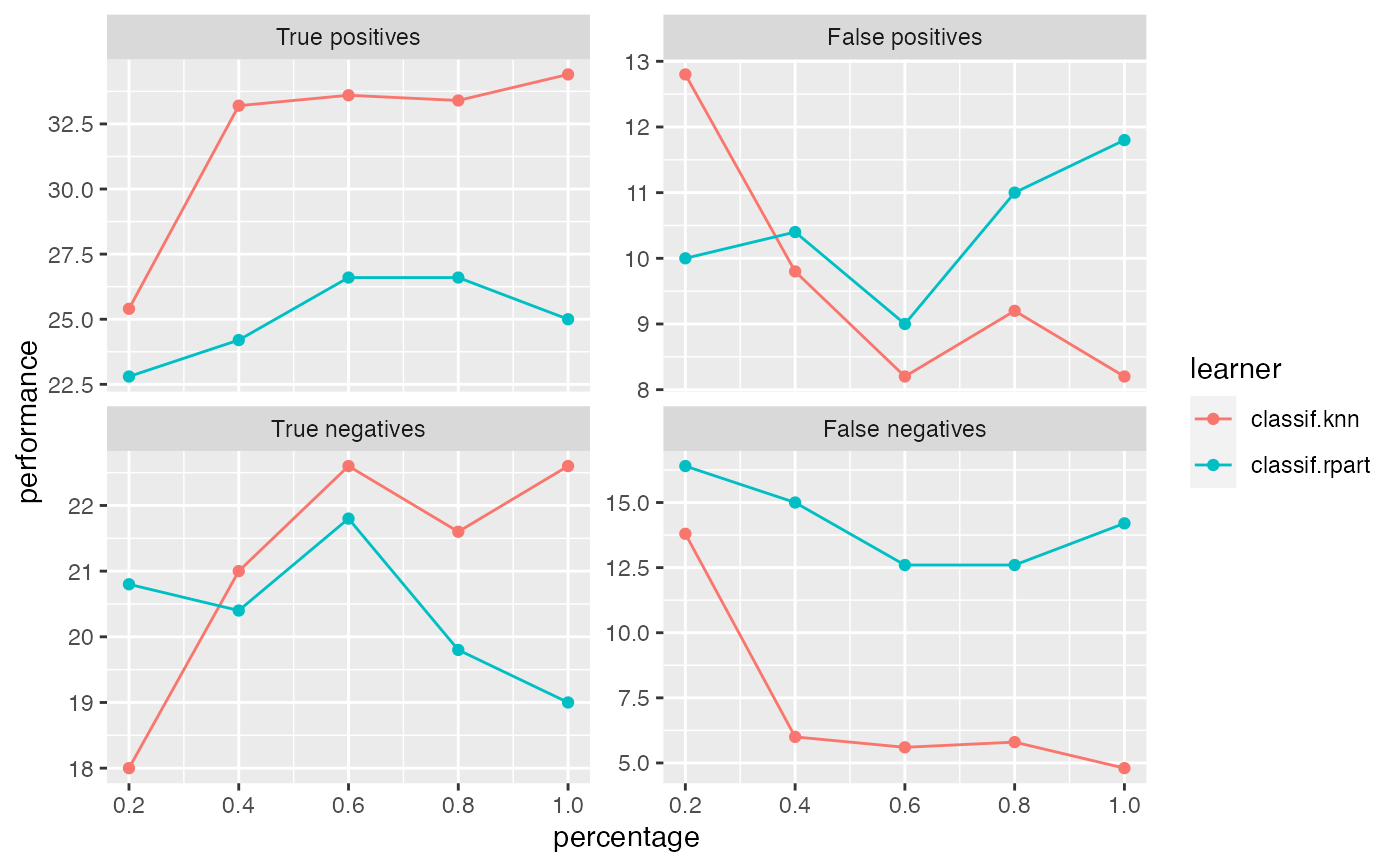 True positives
False positives
32.5
30.0
27.5
25.0
22.5
13
12
11
10
9
8
True negatives
False negatives
22
21
20
19
18
15.0
12.5
10.0
7.5
5.0
0.2 0.4 0.6 0.8 1.0
0.2 0.4 0.6 0.8 1.0
percentage
performance
learner
classif.knn
classif.rpart